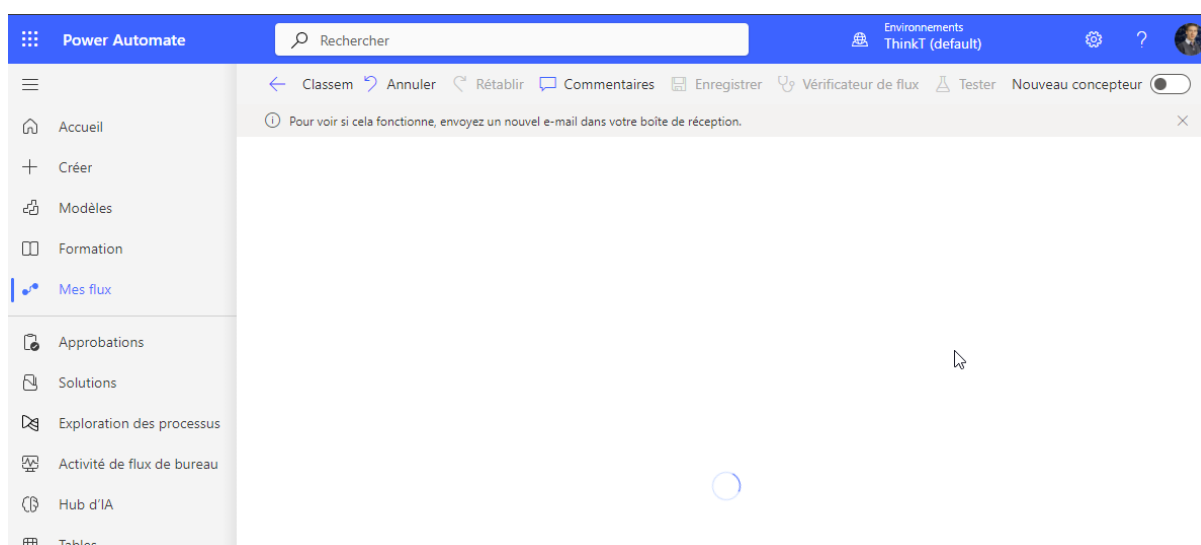 Power Automate
Rechercher
Environnements
ThinkT (default)
?
Classem
Annuler
Rétablir
Commentaires
Enregistrer
Vérificateur de flux
Tester
Nouveau concepteur
Pour voir si cela fonctionne, envoyez un nouvel e-mail dans votre boîte de réception.
Accueil
Créer
Modèles
Formation
Mes flux
Approbations
Solutions
Exploration des processus
Activité de flux de bureau
Hub d'IA
Tables